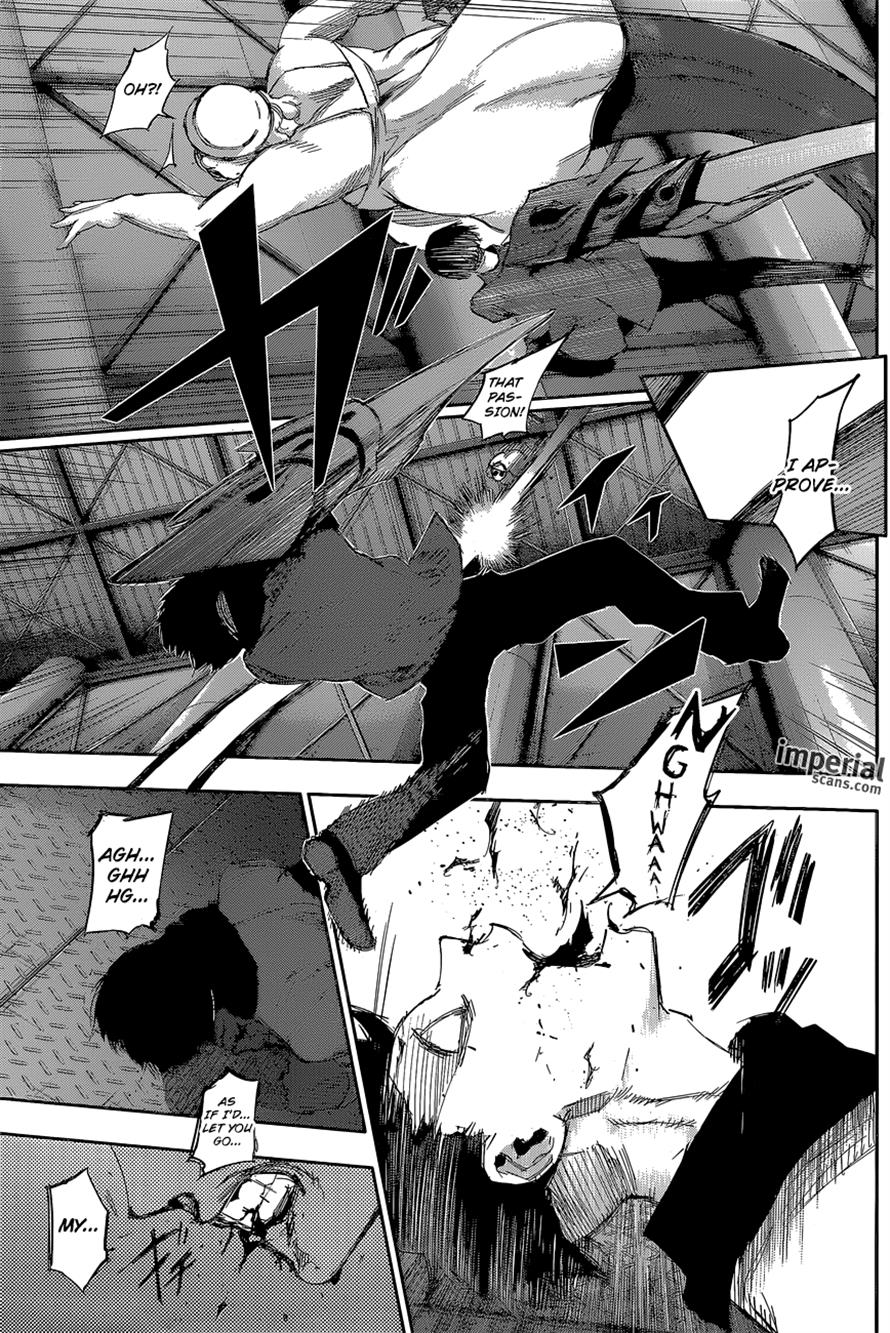 OH?!
ガ
THAT
PAS-
SION!
I AP-
PROVE...
imperial
scans.com
NGHWAAA
AGH...
GHH
HG...
AS
IF I'D...
LET YOU
GO...
MY...